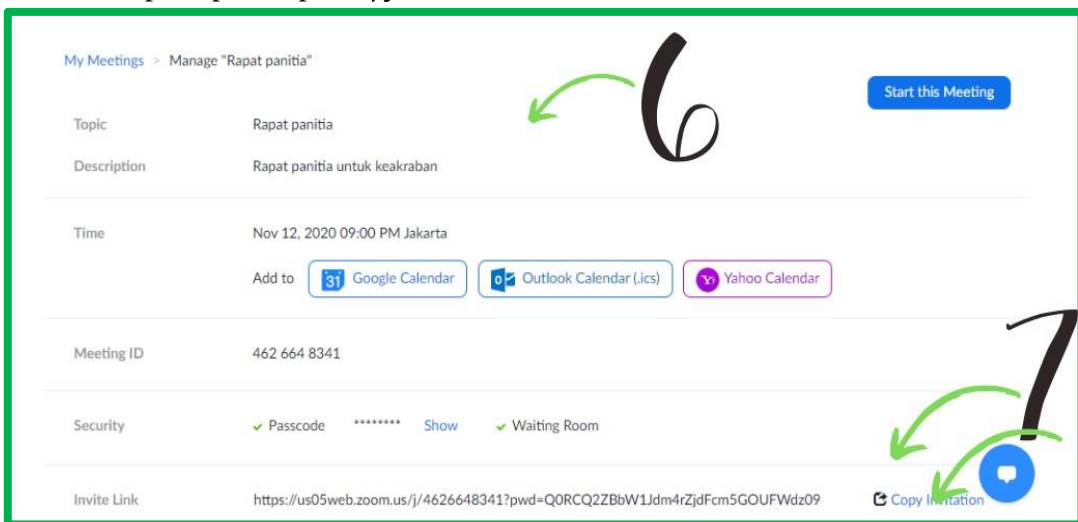 My Meetings > Manage "Rapat panitia"
6
Start this Meeting
Topic Rapat panitia
Description Rapat panitia untuk keakraban
Time Nov 12, 2020 09:00 PM Jakarta
Add to 31 Google Calendar Outlook Calendar (.ics) Yahoo Calendar
Meeting ID 462 664 8341
7
Security Passcode ******** Show Waiting Room
Invite Link https://us05web.zoom.us/j/4626648341?pwd=Q0RCQ2ZBbW1Jdm4rZjdFcm5GOUFWdz09 Copy Invitation